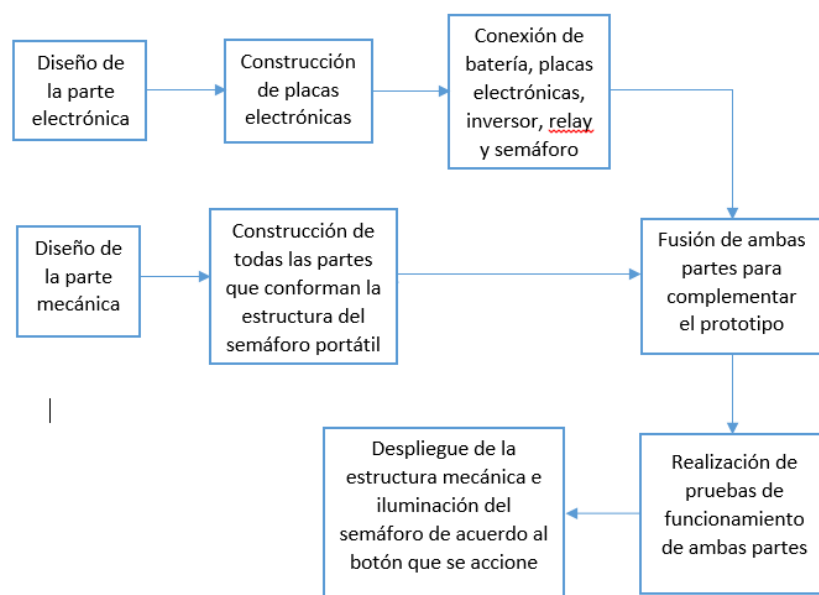 Diseño de
la parte
electrónica
Construcción
de placas
electrónicas
Conexión de
batería, placas
electrónicas,
inversor, relay
y semáforo
Diseño de
la parte
mecánica
Construcción de
todas las partes
que conforman la
estructura del
semáforo portátil
Fusión de ambas
partes para
complementar
el prototipo
Realización de
pruebas de
funcionamiento
de ambas partes
Despliegue de la
estructura mecánica e
iluminación del
semáforo de acuerdo al
botón que se accione